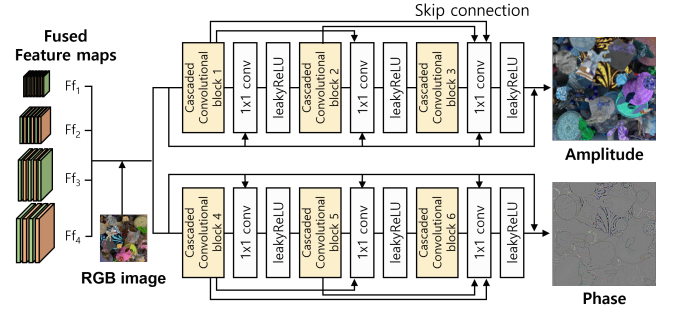 Skip connection
Fused
Feature maps
Ff1
Ff2
Ff3
Ff4
RGB image
Cascaded
Convolutional
block 1
1x1 conv
leakyReLU
Cascaded
Convolutional
block 2
1x1 conv
leakyReLU
Cascaded
Convolutional
block 3
1x1 conv
leakyReLU
Amplitude
Cascaded
Convolutional
block 4
1x1 conv
leakyReLU
Cascaded
Convolutional
block 5
1x1 conv
leakyReLU
Cascaded
Convolutional
block 6
1x1 conv
leakyReLU
Phase